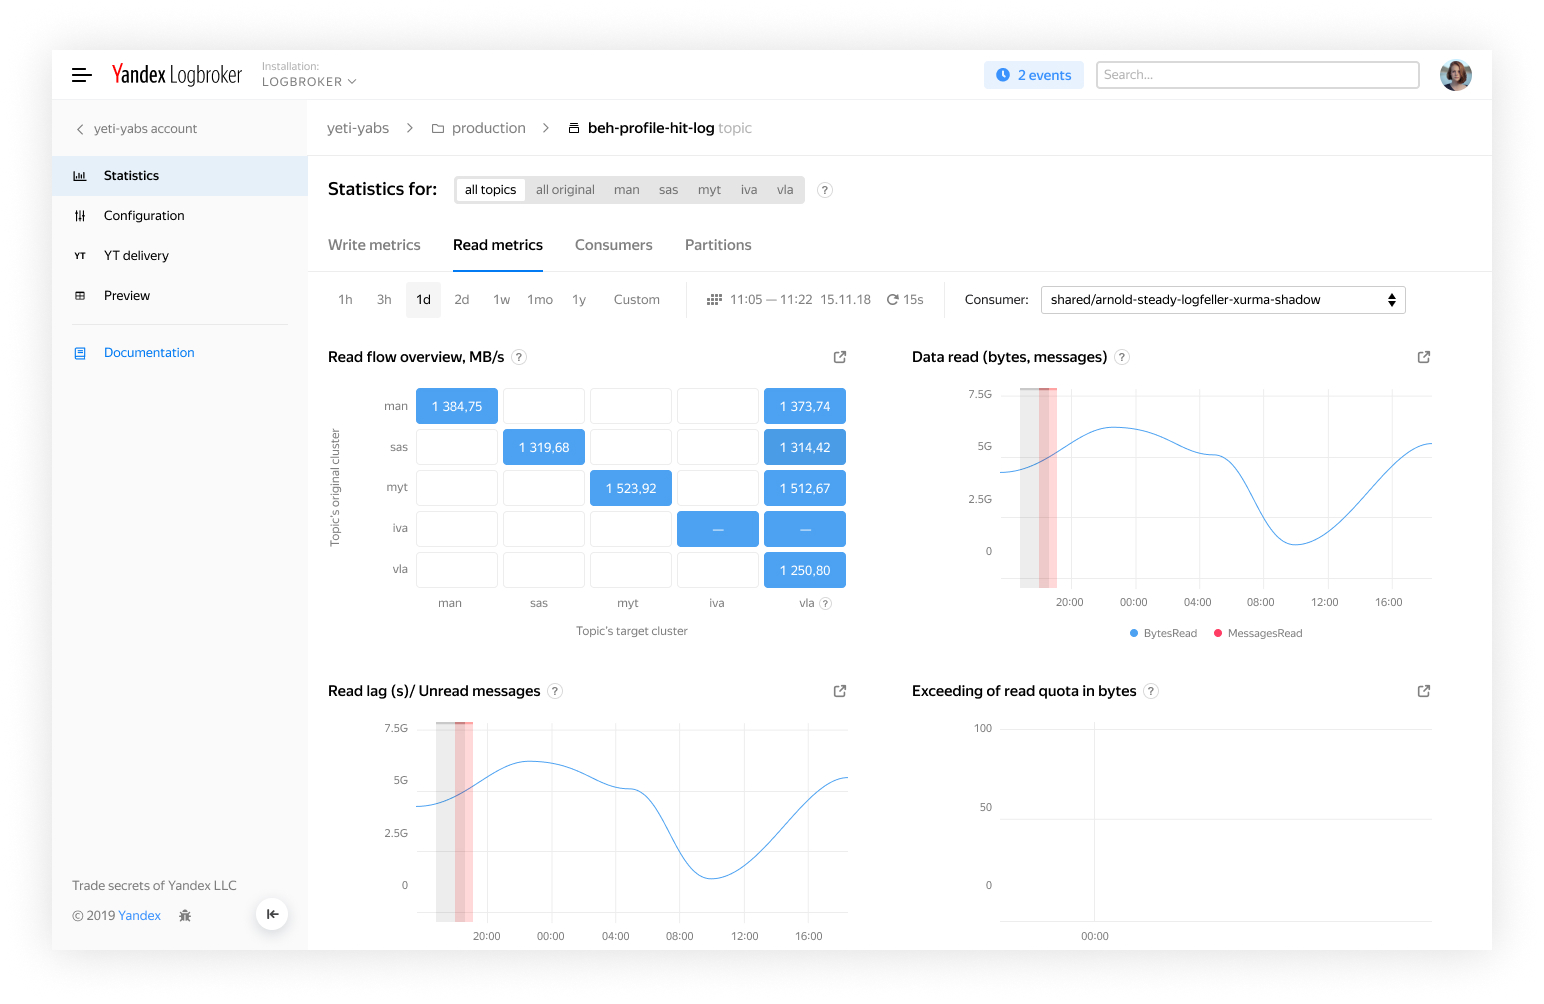 Yandex Logbroker
Installation:
LOGBROKER
2 events
Search...
yeti-yabs account
Statistics
Configuration
YT YT delivery
Preview
Documentation
Trade secrets of Yandex LLC
© 2019 Yandex
yeti-yabs > production > beh-profile-hit-log topic
Statistics for: all topics all original man sas myt iva vla ?
Write metrics Read metrics Consumers Partitions
1h 3h 1d 2d 1w 1mo 1y Custom 11:05 — 11:22 15.11.18 15s Consumer: shared/arnold-steady-logfeller-xurma-shadow
Read flow overview, MB/s ?
Topic's original cluster
man 1 384,75 1 373,74
sas 1 319,68 1 314,42
myt 1 523,92 1 512,67
iva — —
vla 1 250,80
man sas myt iva vla ?
Topic's target cluster
Data read (bytes, messages) ?
7.5G
5G
2.5G
0
20:00 00:00 04:00 08:00 12:00 16:00
BytesRead MessagesRead
Read lag (s)/ Unread messages ?
7.5G
5G
2.5G
0
20:00 00:00 04:00 08:00 12:00 16:00
Exceeding of read quota in bytes ?
100
50
0
00:00